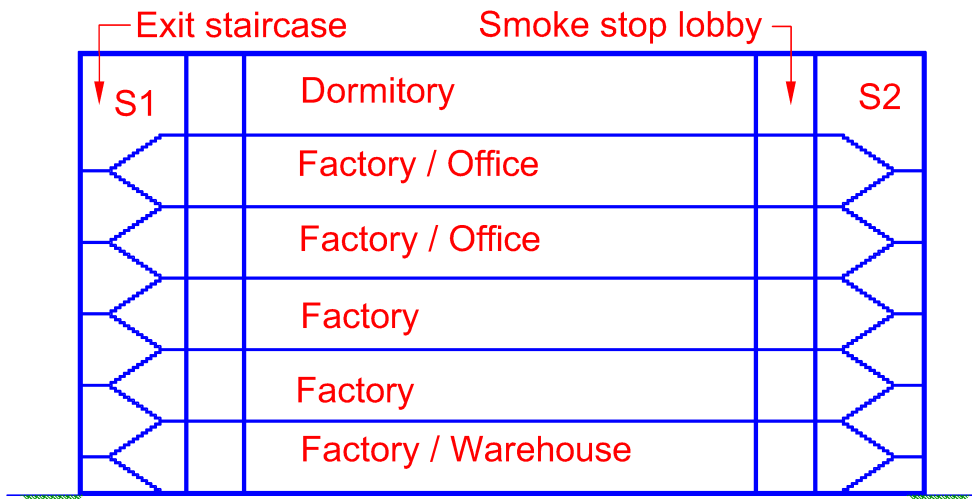 Exit staircase
Smoke stop lobby
S1
Dormitory
S2
Factory / Office
Factory / Office
Factory
Factory
Factory / Warehouse